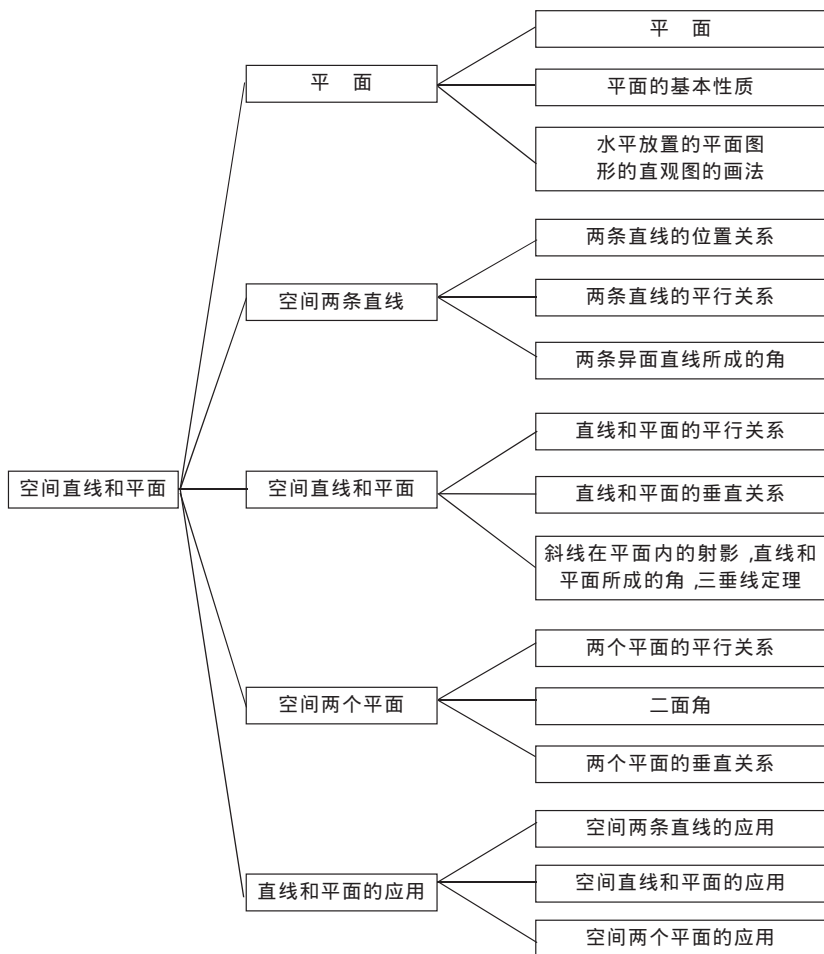 空间直线和平面
平　面
平　面
平面的基本性质
水平放置的平面图
形的直观图的画法
空间两条直线
两条直线的位置关系
两条直线的平行关系
两条异面直线所成的角
空间直线和平面
直线和平面的平行关系
直线和平面的垂直关系
斜线在平面内的射影 ,直线和
平面所成的角 ,三垂线定理
空间两个平面
两个平面的平行关系
二面角
两个平面的垂直关系
直线和平面的应用
空间两条直线的应用
空间直线和平面的应用
空间两个平面的应用